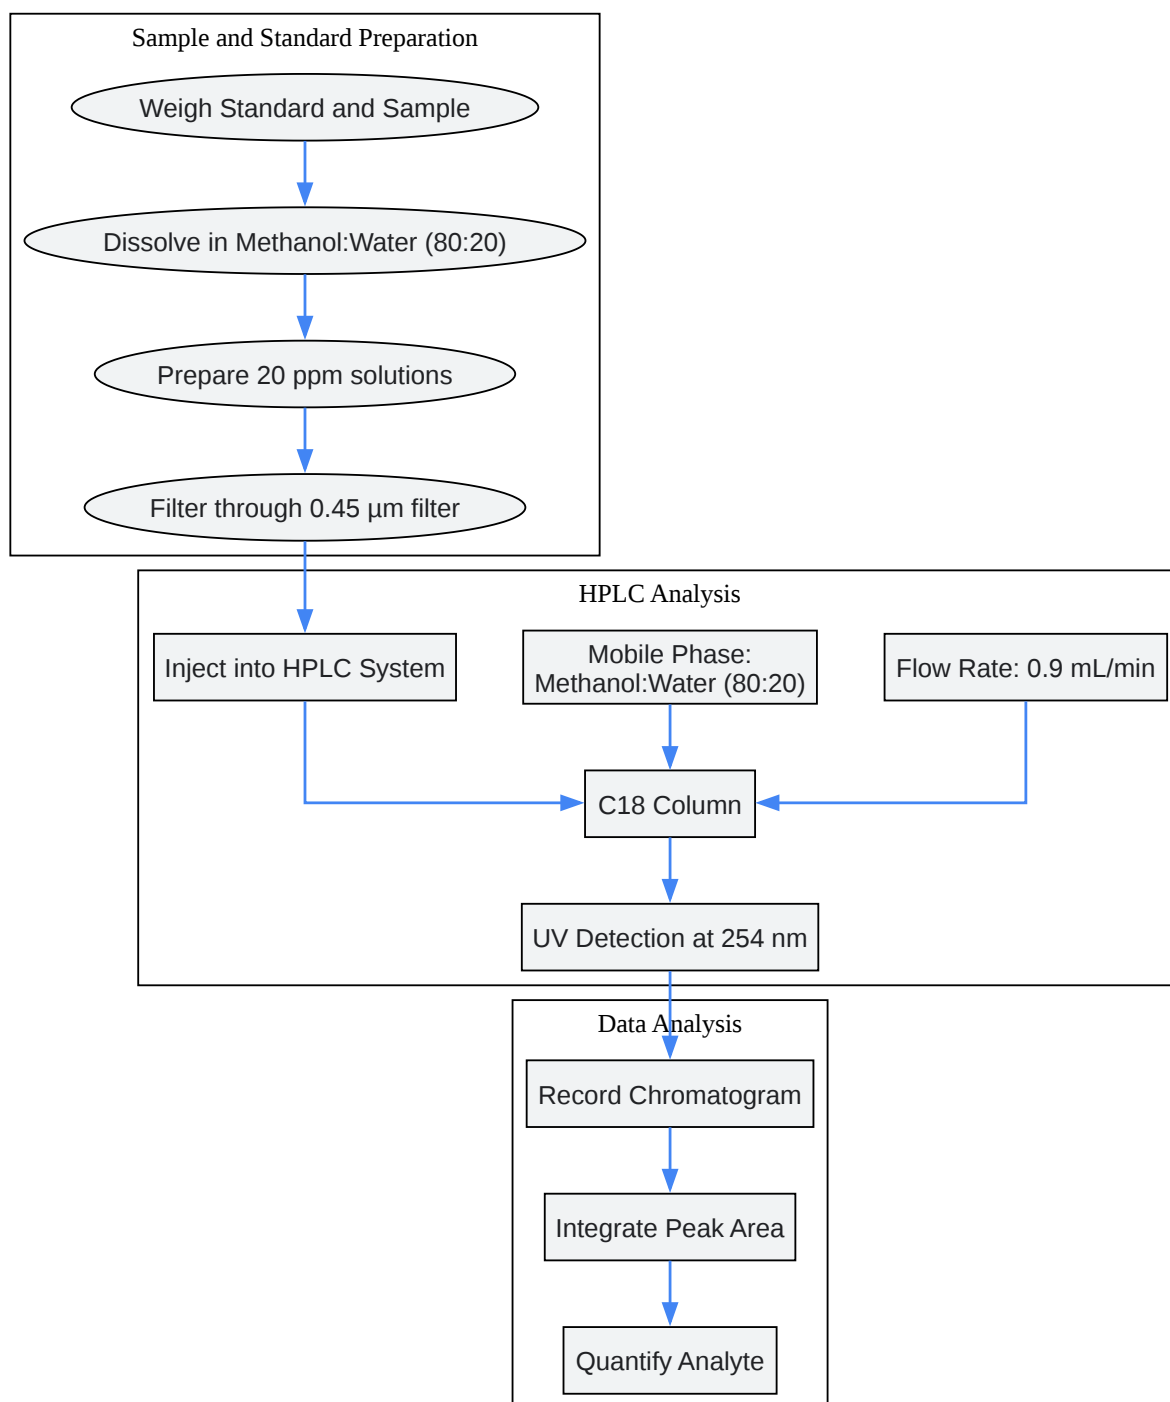 Sample and Standard Preparation
Weigh Standard and Sample
Dissolve in Methanol:Water (80:20)
Prepare 20 ppm solutions
Filter through 0.45 µm filter
HPLC Analysis
Inject into HPLC System
Mobile Phase:
Methanol:Water (80:20)
Flow Rate: 0.9 mL/min
C18 Column
UV Detection at 254 nm
Data Analysis
Record Chromatogram
Integrate Peak Area
Quantify Analyte